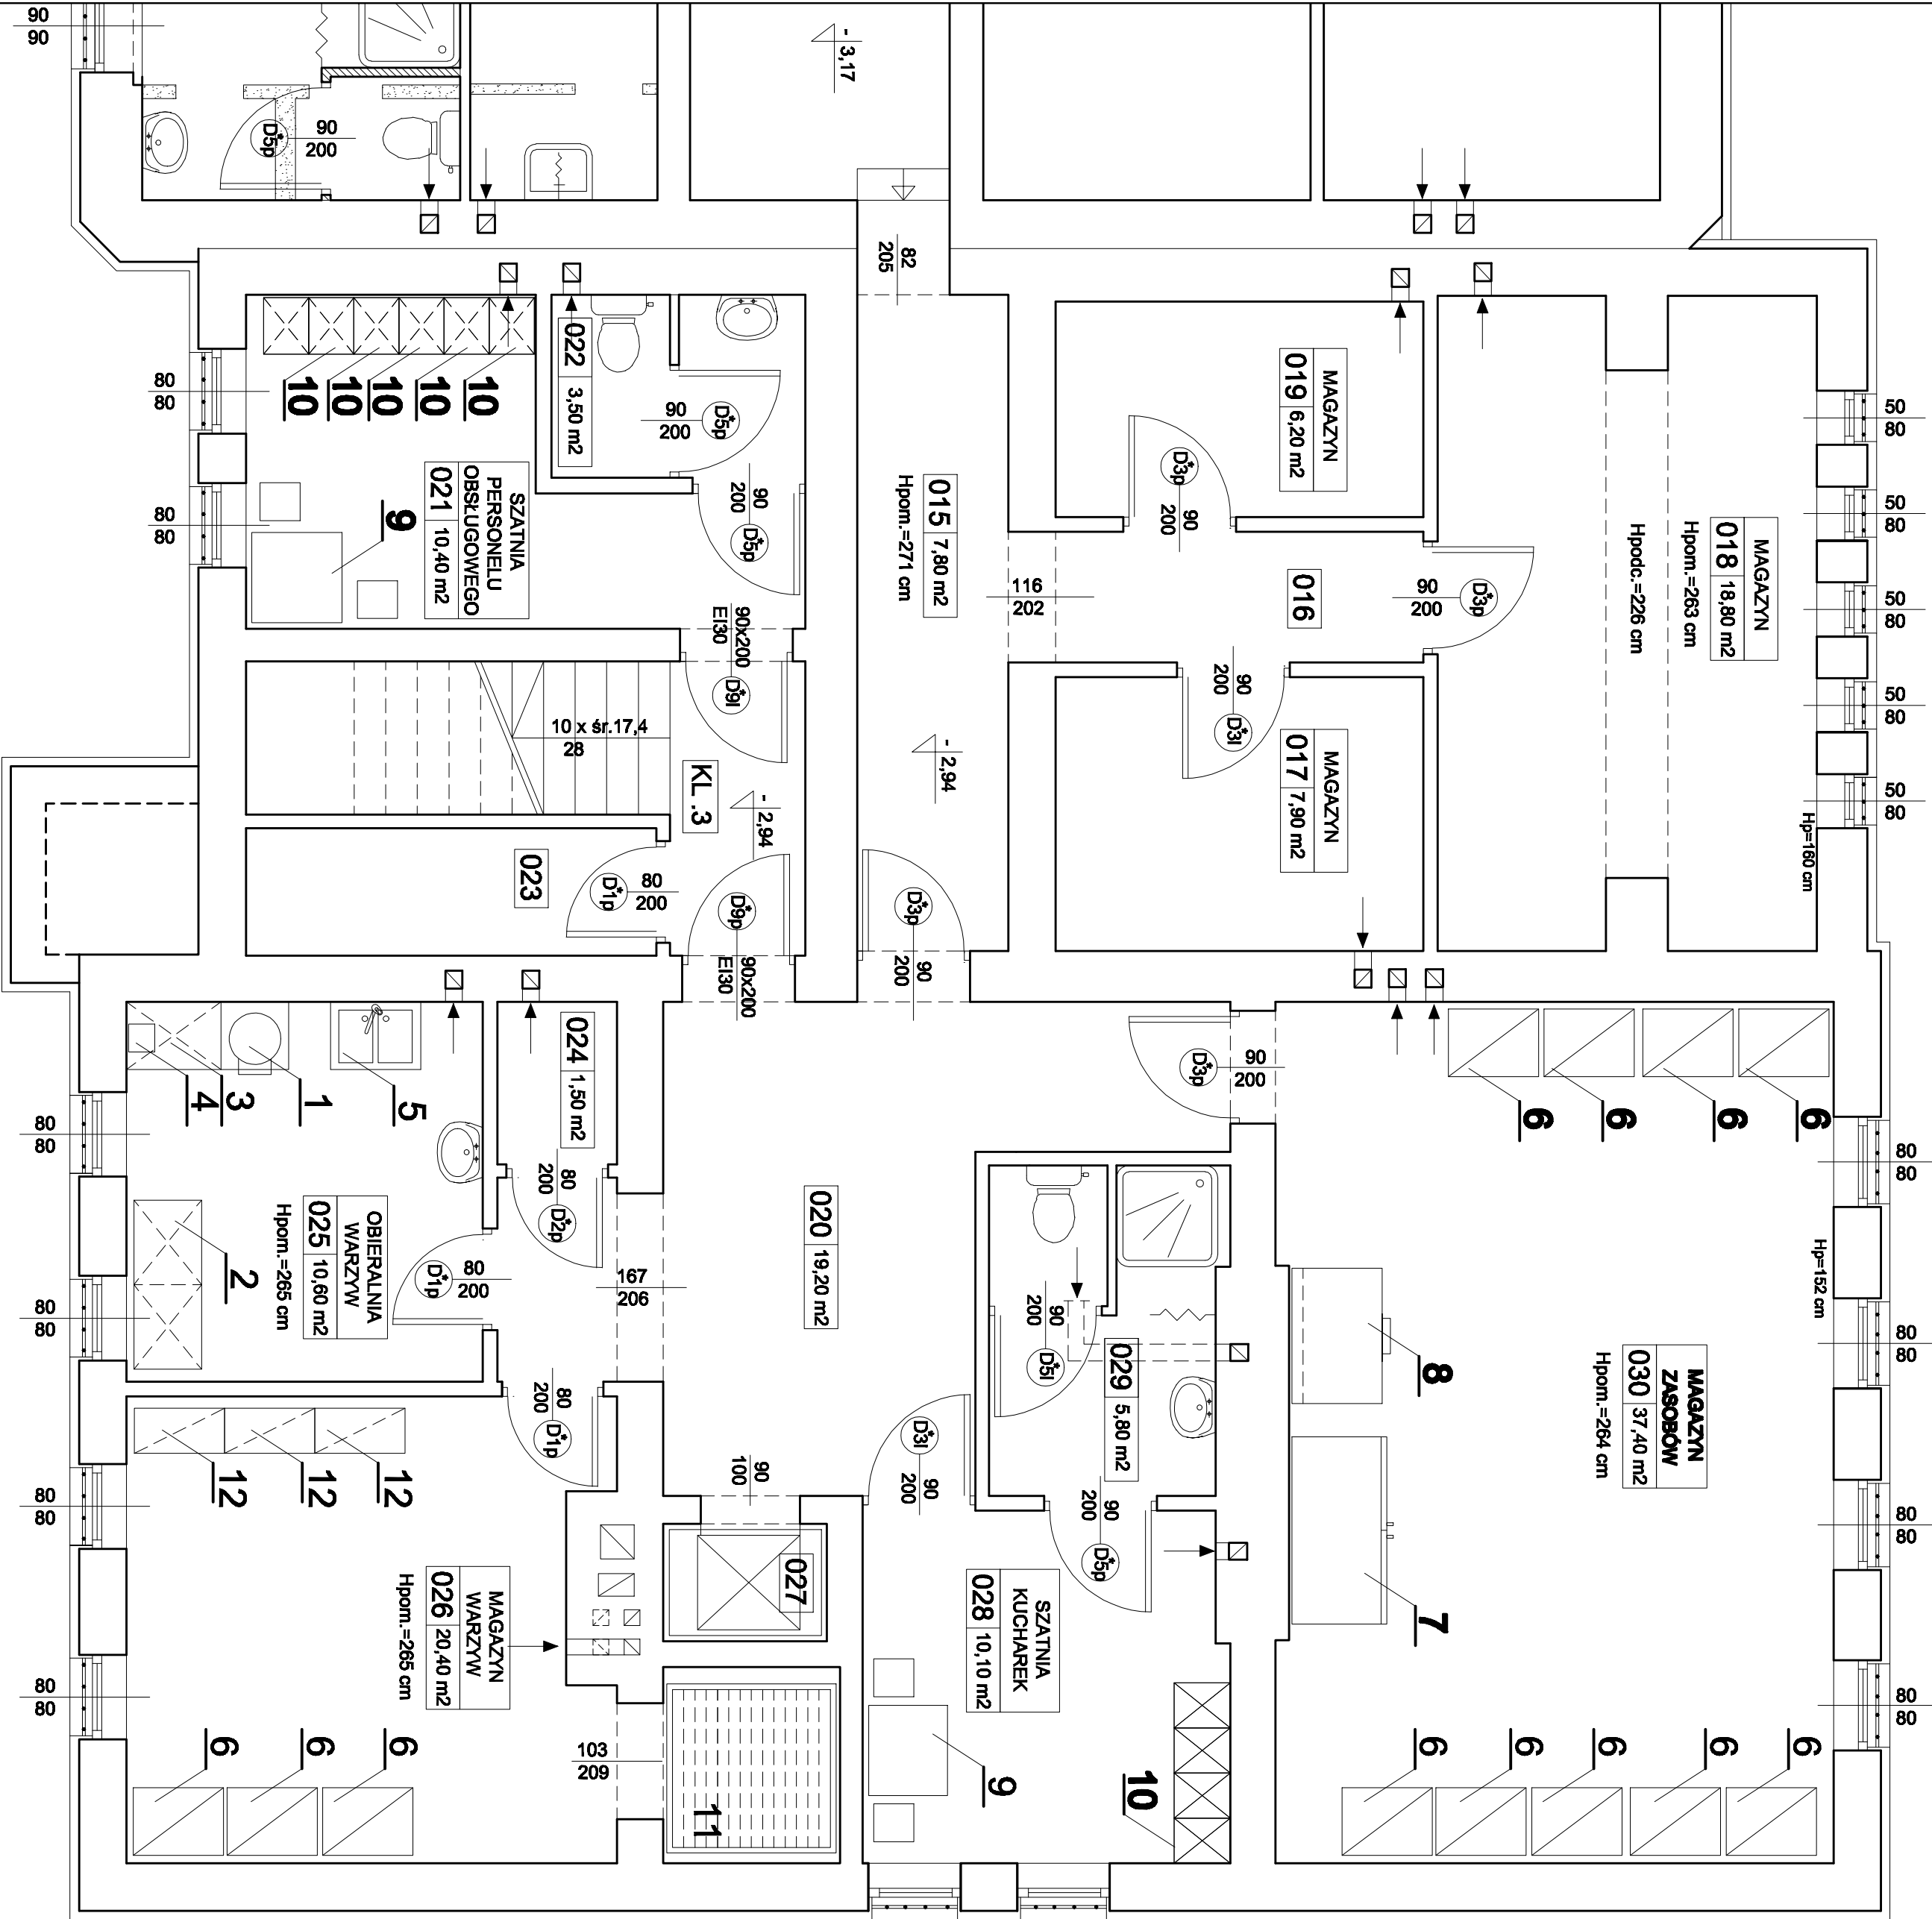 90
90
D5p*
90
200
-
3,17
82
205
10
10
10
10
10
9
022
3,50 m2
90
200
D5p*
90
200
D5p*
SZATNIA
PERSONELU
OBSŁUGOWEGO
021
10,40 m2
80
80
80
80
015
7,80 m2
Hpom.=271 cm
MAGAZYN
019
6,20 m2
D3p*
90
200
016
116
202
90
200
D3p*
MAGAZYN
018
18,80 m2
Hpom.=263 cm
Hpodc.=226 cm
50
80
50
80
50
80
50
80
50
80
Hp=160 cm
90x200
EI30
D9l*
10 x śr.17,4
28
KL .3
-
2,94
-
2,94
90
200
D3l*
MAGAZYN
017
7,90 m2
023
D1p*
80
200
D9p*
90x200
EI30
D3p*
90
200
024
1,50 m2
4
3
1
5
2
80
200
D2p*
OBIERALNIA
WARZYW
025
10,60 m2
Hpom.=265 cm
D1p*
80
200
80
80
80
80
167
206
020
19,20 m2
D3p*
90
200
6
6
6
6
80
80
80
80
80
80
80
80
Hp=152 cm
8
7
MAGAZYN
ZASOBÓW
030
37,40 m2
Hpom.=264 cm
90
200
D5l*
029
5,80 m2
D3l*
90
200
90
200
D5p*
80
200
D1p*
90
100
027
12
12
12
80
80
80
80
MAGAZYN
WARZYW
026
20,40 m2
Hpom.=265 cm
6
6
6
103
209
11
SZATNIA
KUCHAREK
028
10,10 m2
9
10
6
6
6
6
6